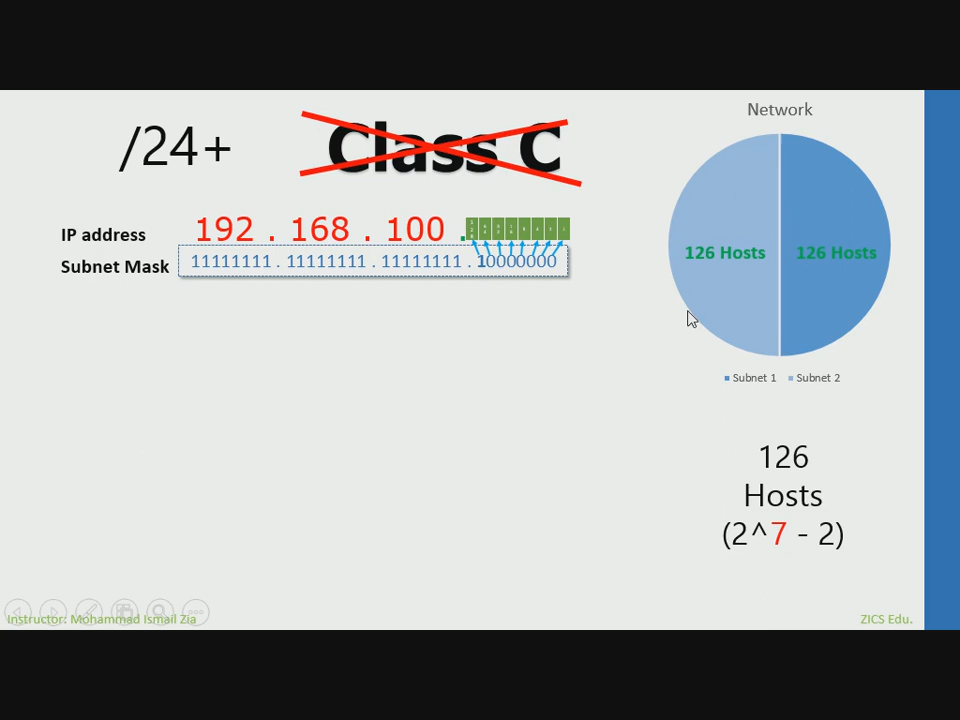 Network
/24+
Class C
IP address 192 . 168 . 100 .
Subnet Mask 11111111 . 11111111 . 11111111 . 10000000
126 Hosts 126 Hosts
Subnet 1 Subnet 2
126
Hosts
(2^7 - 2)
Instructor: Mohammad Ismail Zia
ZICS Edu.